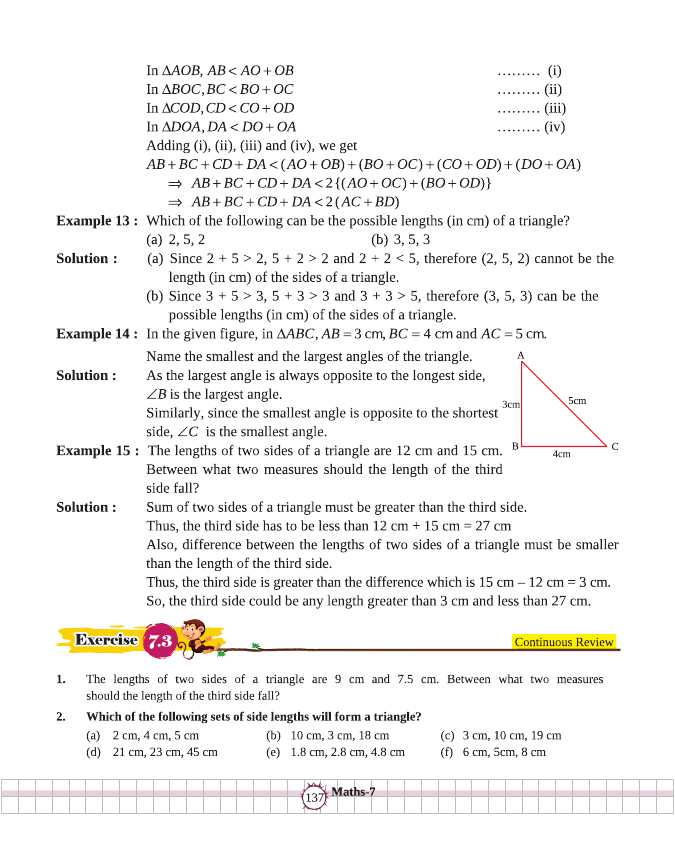 In ΔAOB, AB < AO + OB ……… (i)
In ΔBOC, BC < BO + OC ……… (ii)
In ΔCOD, CD < CO + OD ……… (iii)
In ΔDOA, DA < DO + OA ……… (iv)
Adding (i), (ii), (iii) and (iv), we get
AB + BC + CD + DA < (AO + OB) + (BO + OC) + (CO + OD) + (DO + OA)
⇒ AB + BC + CD + DA < 2{(AO + OC) + (BO + OD)}
⇒ AB + BC + CD + DA < 2(AC + BD)
Example 13 : Which of the following can be the possible lengths (in cm) of a triangle?
(a) 2, 5, 2 (b) 3, 5, 3
Solution : (a) Since 2 + 5 > 2, 5 + 2 > 2 and 2 + 2 < 5, therefore (2, 5, 2) cannot be the
length (in cm) of the sides of a triangle.
(b) Since 3 + 5 > 3, 5 + 3 > 3 and 3 + 3 > 5, therefore (3, 5, 3) can be the
possible lengths (in cm) of the sides of a triangle.
Example 14 : In the given figure, in ΔABC, AB = 3 cm, BC = 4 cm and AC = 5 cm.
Name the smallest and the largest angles of the triangle.
Solution : As the largest angle is always opposite to the longest side,
∠B is the largest angle.
Similarly, since the smallest angle is opposite to the shortest
side, ∠C is the smallest angle.
A
3cm
5cm
B
C
4cm
Example 15 : The lengths of two sides of a triangle are 12 cm and 15 cm.
Between what two measures should the length of the third
side fall?
Solution : Sum of two sides of a triangle must be greater than the third side.
Thus, the third side has to be less than 12 cm + 15 cm = 27 cm
Also, difference between the lengths of two sides of a triangle must be smaller
than the length of the third side.
Thus, the third side is greater than the difference which is 15 cm – 12 cm = 3 cm.
So, the third side could be any length greater than 3 cm and less than 27 cm.
Exercise 7.3
Continuous Review
1. The lengths of two sides of a triangle are 9 cm and 7.5 cm. Between what two measures
should the length of the third side fall?
2. Which of the following sets of side lengths will form a triangle?
(a) 2 cm, 4 cm, 5 cm (b) 10 cm, 3 cm, 18 cm (c) 3 cm, 10 cm, 19 cm
(d) 21 cm, 23 cm, 45 cm (e) 1.8 cm, 2.8 cm, 4.8 cm (f) 6 cm, 5cm, 8 cm
137 Maths-7